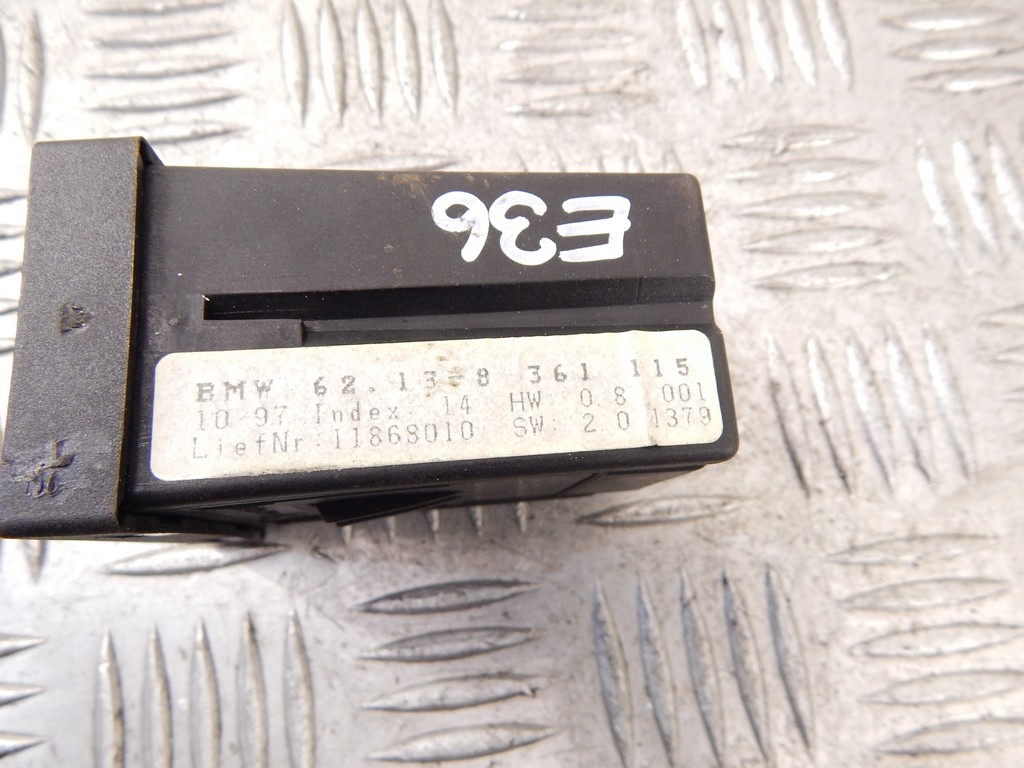 E36
BMW 62.13-8 361 115
10 97 Index 14 HW 0.8 001
LiefNr 11868010 SW 2.0 1379